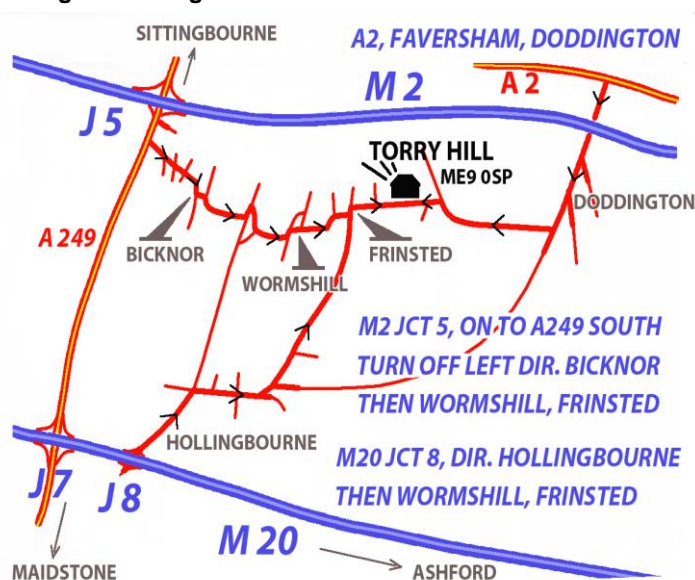 SITTINGBOURNE
A2, FAVERSHAM, DODDINGTON
M 2
A 2
J 5
TORRY HILL
ME9 0SP
DODDINGTON
A 249
BICKNOR
FRINSTED
WORMSHILL
M2 JCT 5, ON TO A249 SOUTH
TURN OFF LEFT DIR. BICKNOR
THEN WORMSHILL, FRINSTED
HOLLINGBOURNE
M20 JCT 8, DIR. HOLLINGBOURNE
THEN WORMSHILL, FRINSTED
J 7
J 8
M 20
MAIDSTONE
ASHFORD